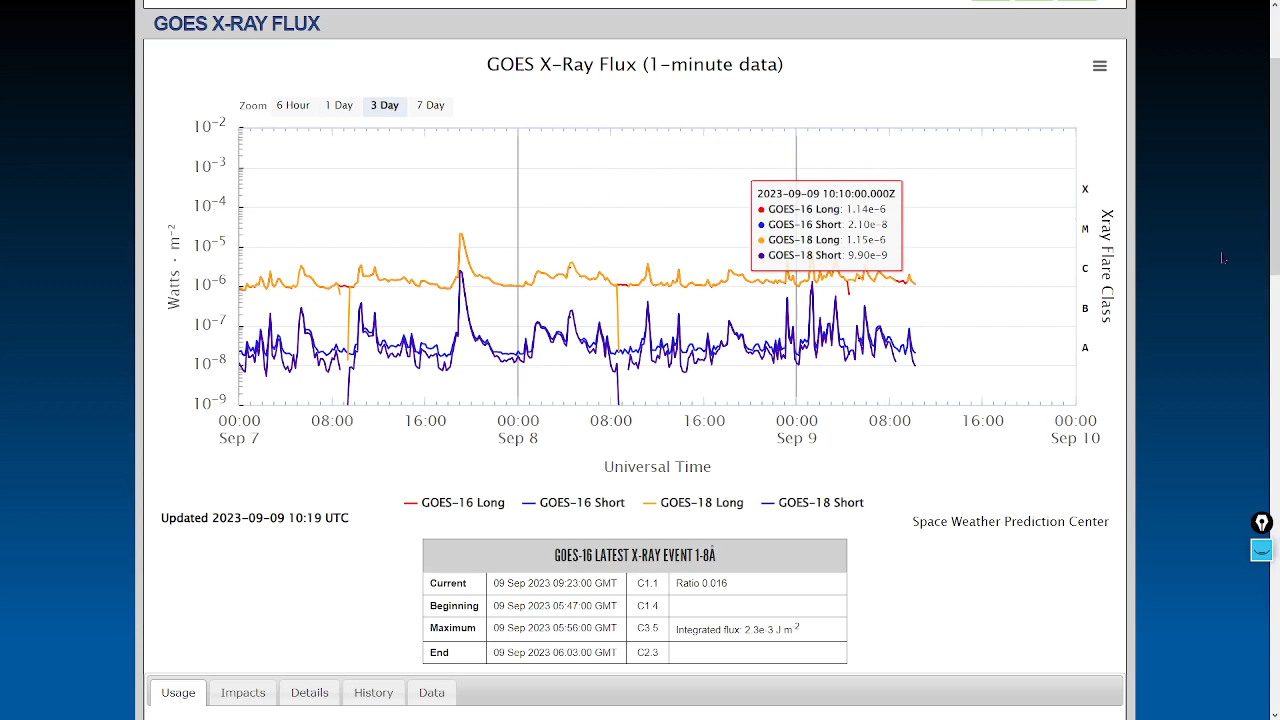 GOES X-RAY FLUX
GOES X-Ray Flux (1-minute data)
Zoom 6 Hour 1 Day 3 Day 7 Day
10-2
10-3
10-4
10-5
10-6
10-7
10-8
10-9
Watts · m-2
2023-09-09 10:10:00.000Z
GOES-16 Long: 1.14e-6
GOES-16 Short: 2.10e-8
GOES-18 Long: 1.15e-6
GOES-18 Short: 9.90e-9
X
M
C
B
A
Xray Flare Class
00:00 08:00 16:00 00:00 08:00 16:00 00:00 08:00 16:00 00:00
Sep 7 Sep 8 Sep 9 Sep 10
Universal Time
GOES-16 Long GOES-16 Short GOES-18 Long GOES-18 Short
Updated 2023-09-09 10:19 UTC
Space Weather Prediction Center
GOES-16 LATEST X-RAY EVENT 1-8Å
Current 09 Sep 2023 09:23:00 GMT C1.1 Ratio 0.016
Beginning 09 Sep 2023 05:47:00 GMT C1.4
Maximum 09 Sep 2023 05:56:00 GMT C3.5 Integrated flux: 2.3e-3 J m-2
End 09 Sep 2023 06:03:00 GMT C2.3
Usage Impacts Details History Data